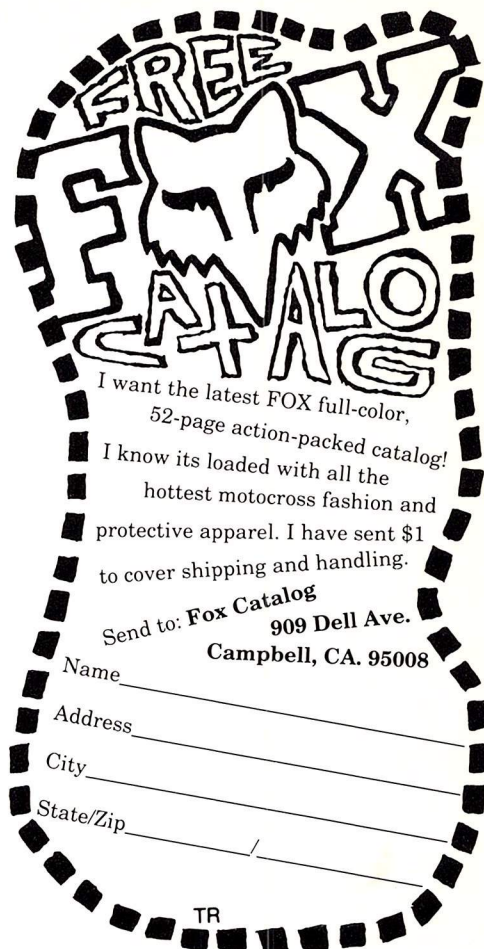 FREE
FOX
CATALOG
I want the latest FOX full-color,
52-page action-packed catalog!
I know its loaded with all the
hottest motocross fashion and
protective apparel. I have sent $1
to cover shipping and handling.
Send to: Fox Catalog
909 Dell Ave.
Campbell, CA. 95008
Name
Address
City
State/Zip /
TR